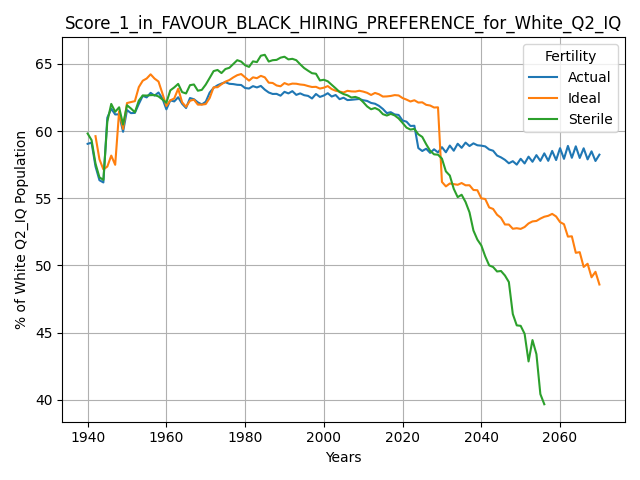 Score_1_in_FAVOUR_BLACK_HIRING_PREFERENCE_for_White_Q2_IQ
Fertility
Actual
Ideal
Sterile
% of White Q2_IQ Population
65
60
55
50
45
40
1940
1960
1980
2000
2020
2040
2060
Years